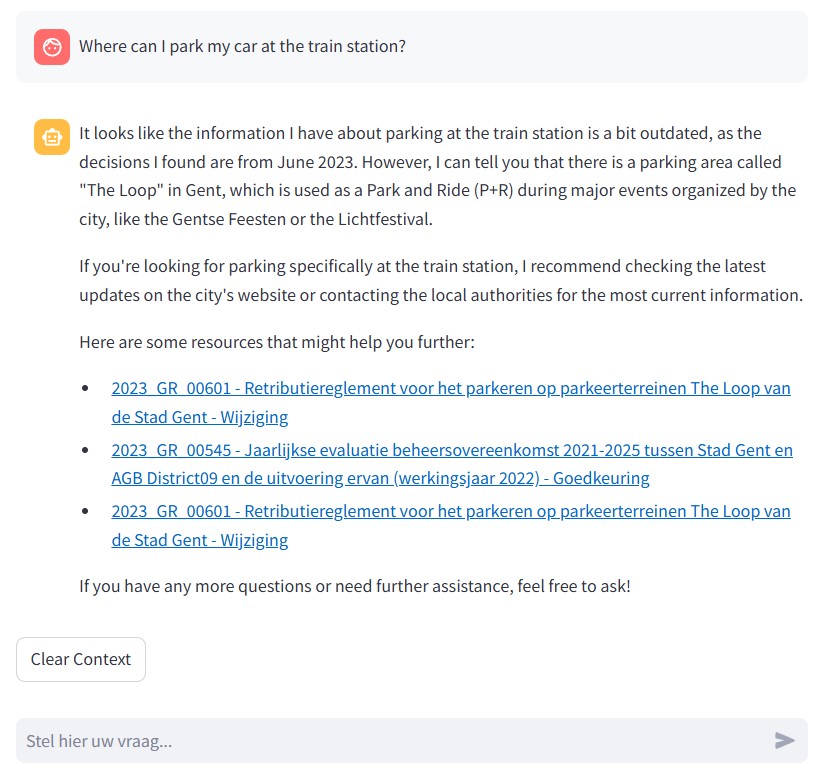 Where can I park my car at the train station?
It looks like the information I have about parking at the train station is a bit outdated, as the
decisions I found are from June 2023. However, I can tell you that there is a parking area called
"The Loop" in Gent, which is used as a Park and Ride (P+R) during major events organized by the
city, like the Gentse Feesten or the Lichtfestival.
If you're looking for parking specifically at the train station, I recommend checking the latest
updates on the city's website or contacting the local authorities for the most current information.
Here are some resources that might help you further:
• 2023_GR_00601 - Retributiereglement voor het parkeren op parkeerterreinen The Loop van
de Stad Gent - Wijziging
• 2023_GR_00545 - Jaarlijkse evaluatie beheersovereenkomst 2021-2025 tussen Stad Gent en
AGB District09 en de uitvoering ervan (werkingsjaar 2022) - Goedkeuring
• 2023_GR_00601 - Retributiereglement voor het parkeren op parkeerterreinen The Loop van
de Stad Gent - Wijziging
If you have any more questions or need further assistance, feel free to ask!
Clear Context
Stel hier uw vraag...